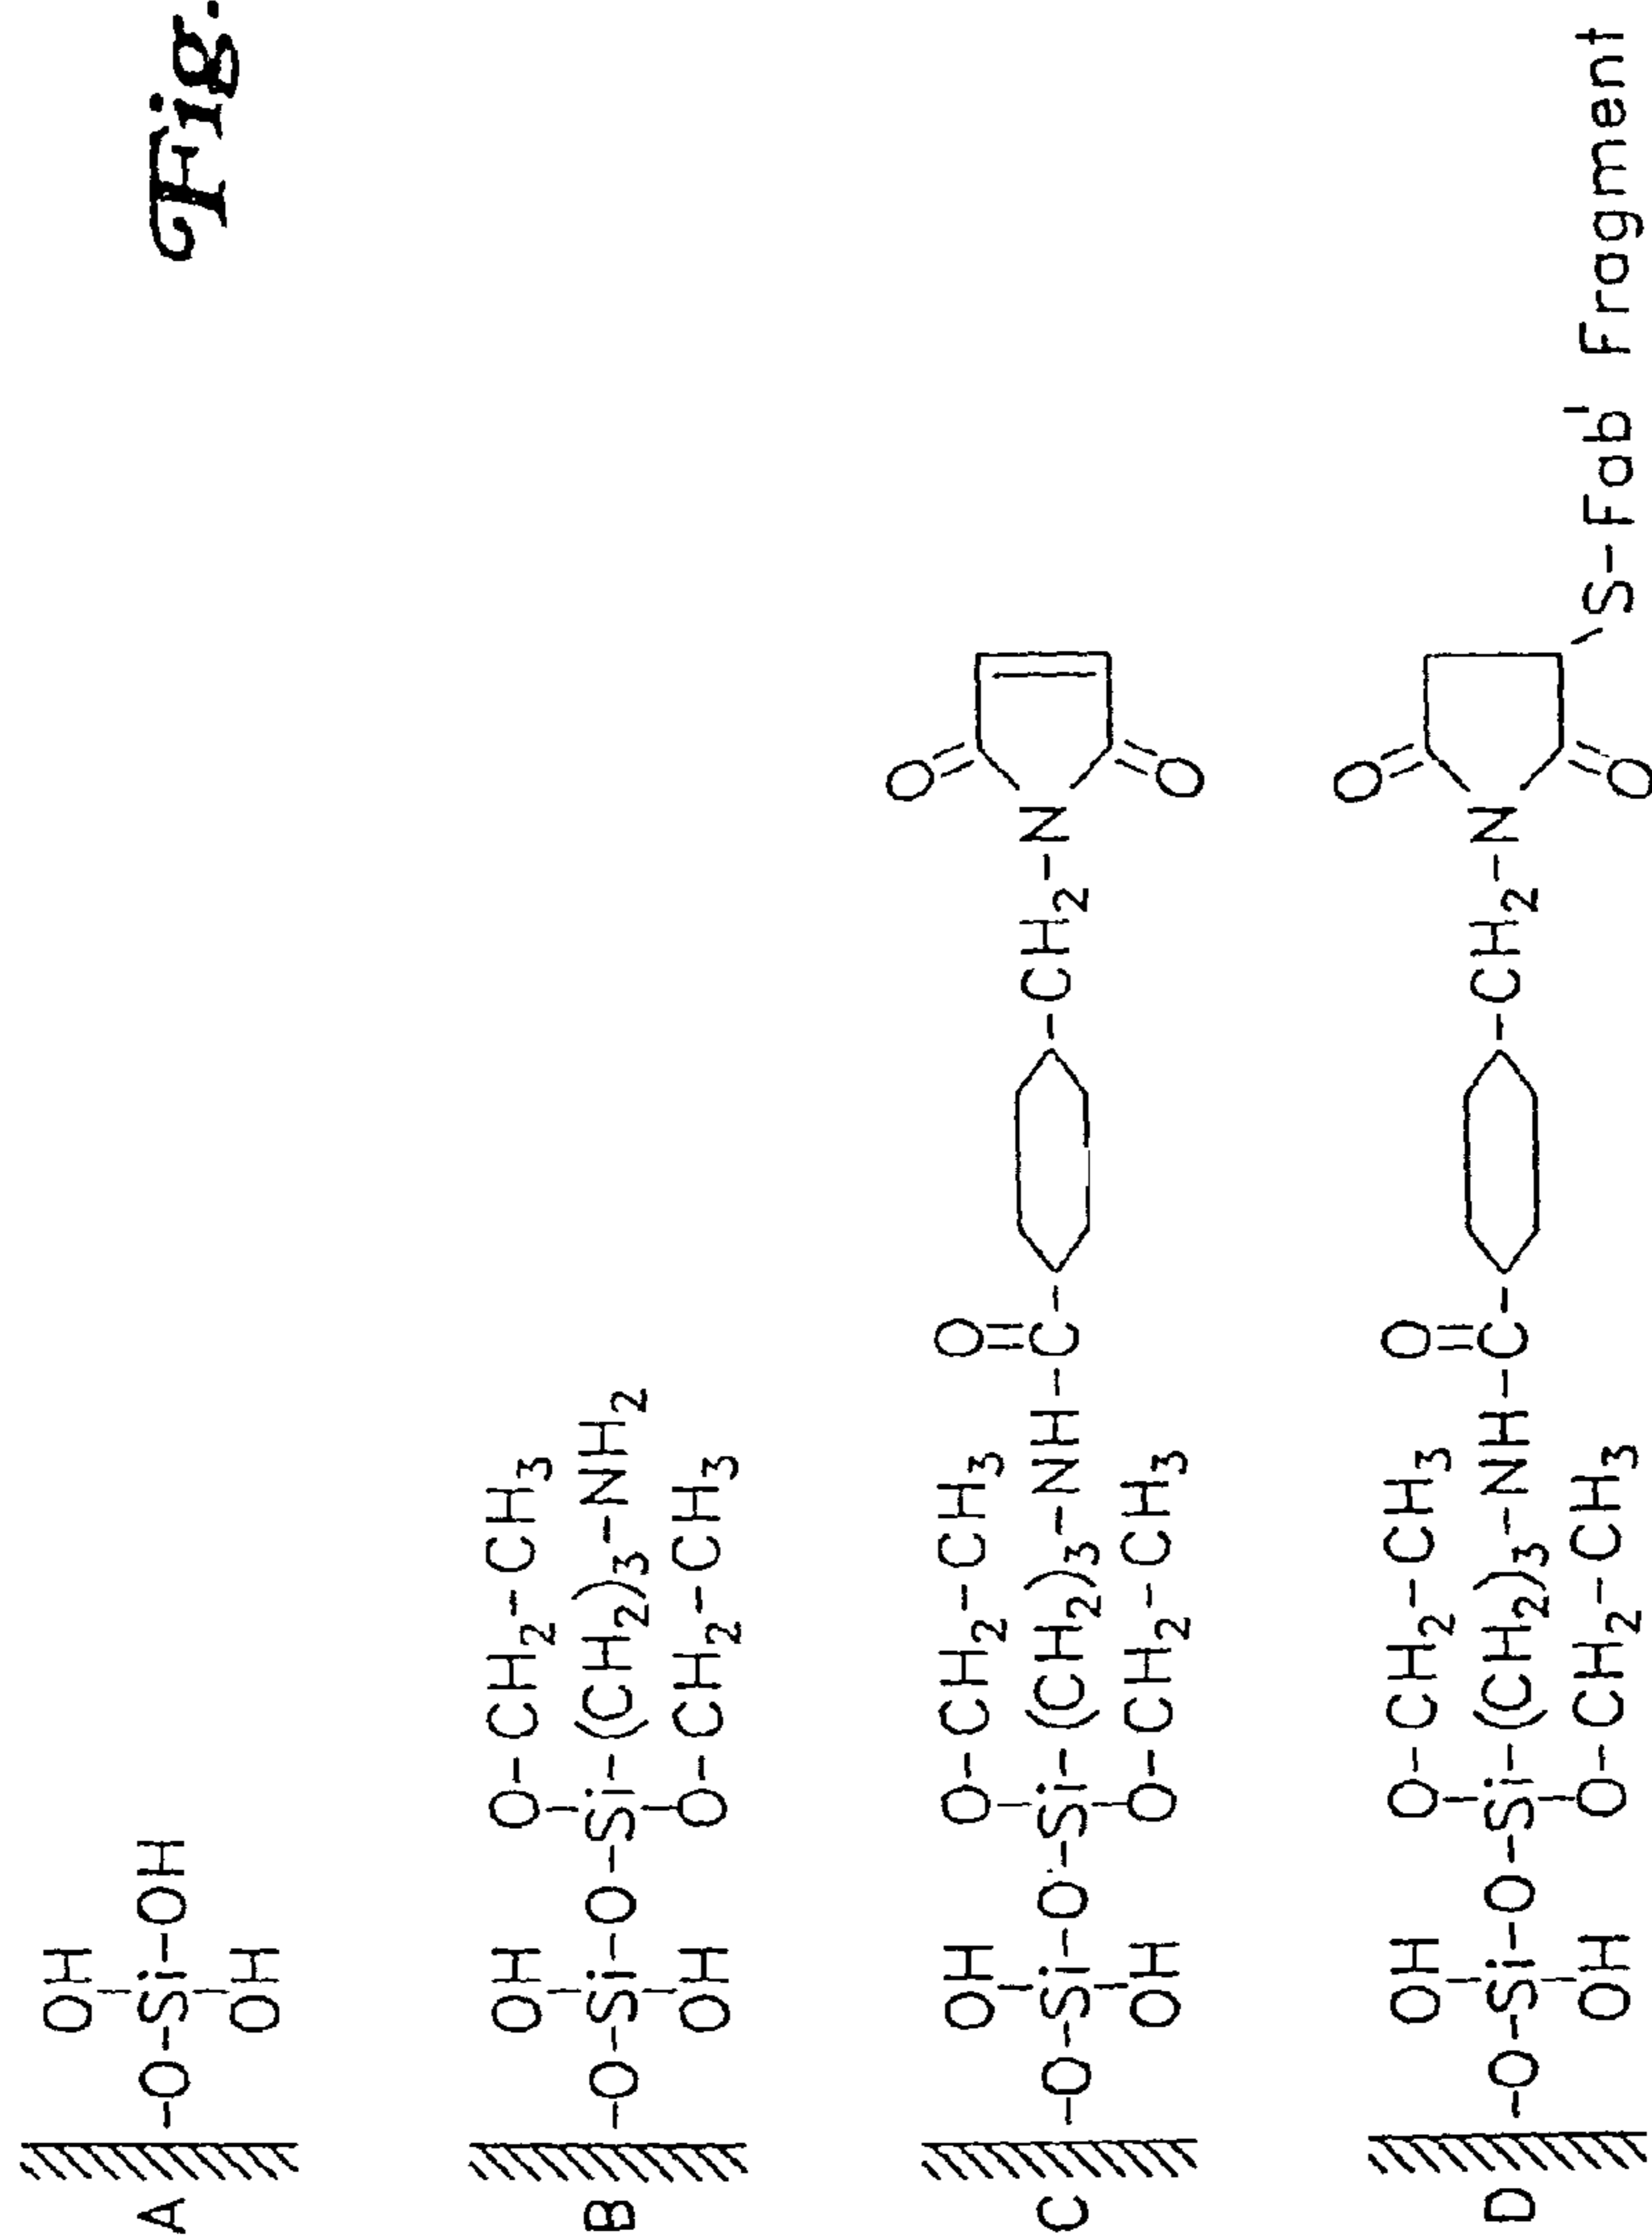 Fig.
A
OH
-O-Si-OH
OH
B
OH O-CH2-CH3
-O-Si-O-Si-(CH2)3-NH2
OH O-CH2-CH3
C
OH O-CH2-CH3 O O
-O-Si-O-Si-(CH2)3-NH-C- -CH2-N
OH O-CH2-CH3 O
D
OH O-CH2-CH3 O O
-O-Si-O-Si-(CH2)3-NH-C- -CH2-N
OH O-CH2-CH3 O S-Fab' Fragment